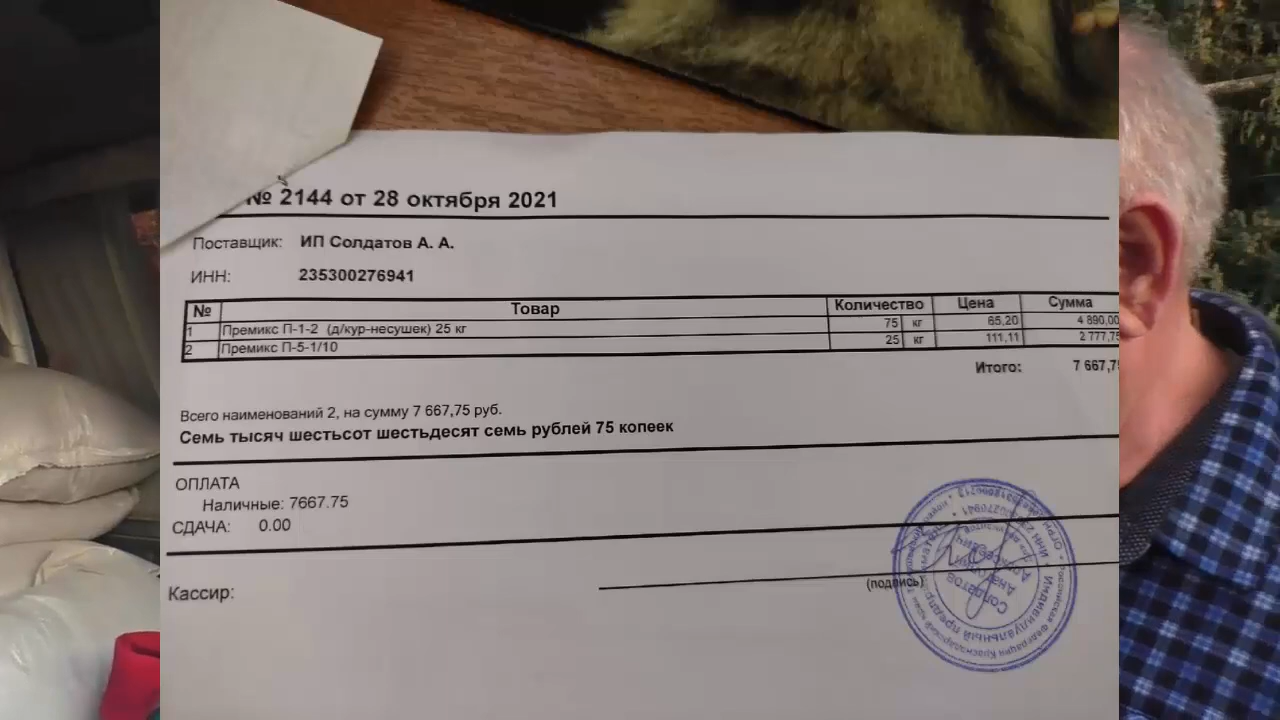 № 2144 от 28 октября 2021
Поставщик: ИП Солдатов А. А.
ИНН: 235300276941
№ Товар Количество Цена Сумма
1 Премикс П-1-2 (д/кур-несушек) 25 кг 75 кг 65,20 4 890,00
2 Премикс П-5-1/10 25 кг 111,11 2 777,75
Итого: 7 667,75
Всего наименований 2, на сумму 7 667,75 руб.
Семь тысяч шестьсот шестьдесят семь рублей 75 копеек
ОПЛАТА
Наличные: 7667.75
СДАЧА: 0.00
Кассир:
(подпись)
Индивидуальный
Солдатов